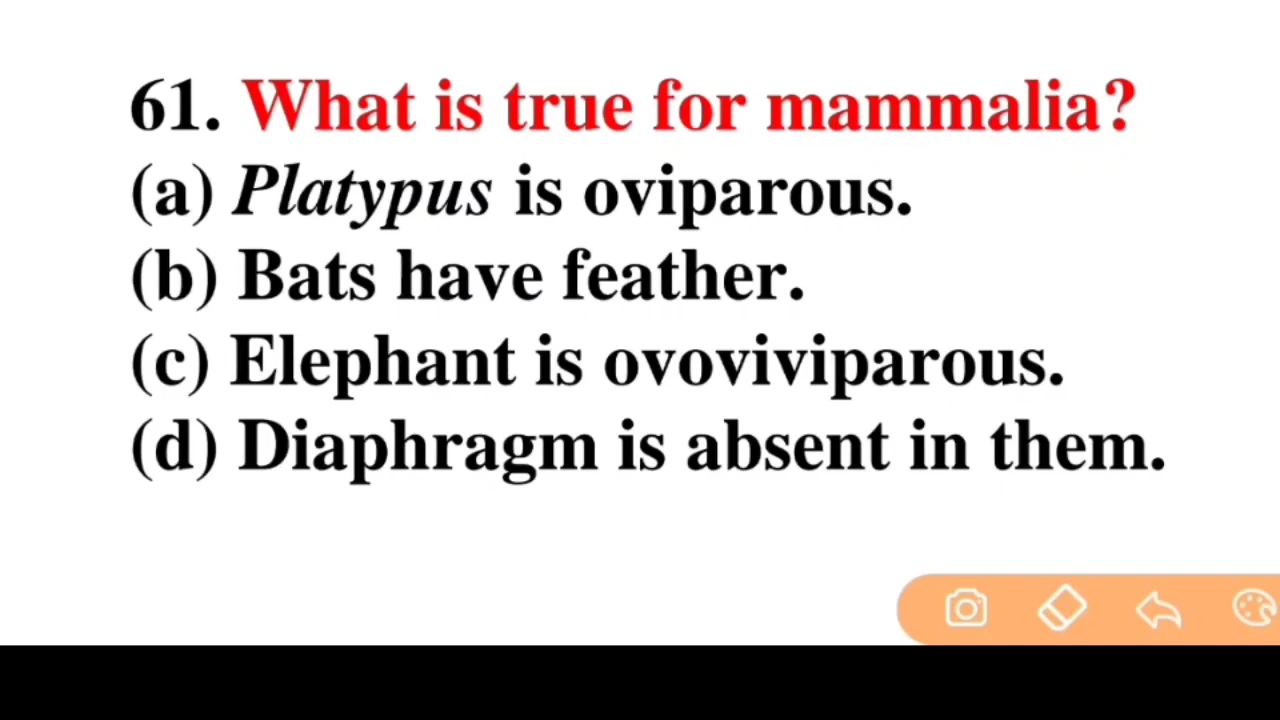 61. What is true for mammalia?
(a) Platypus is oviparous.
(b) Bats have feather.
(c) Elephant is ovoviviparous.
(d) Diaphragm is absent in them.